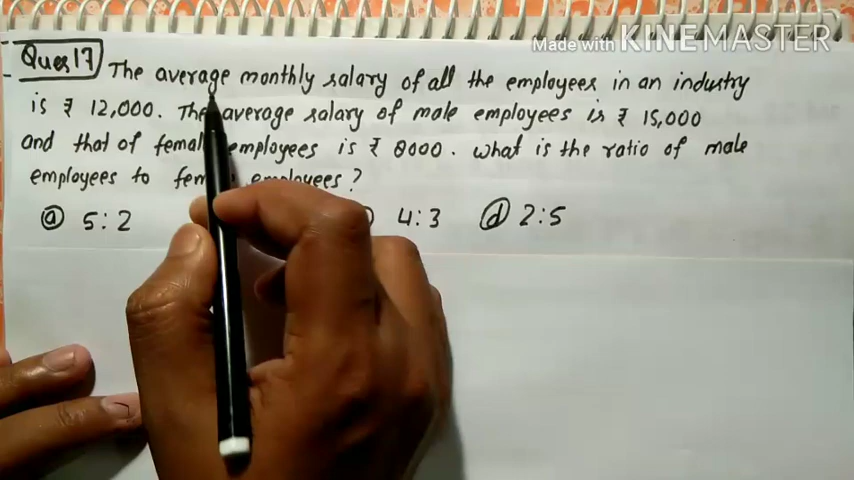 Made with KINEMASTER
Ques 17 The average monthly salary of all the employees in an industry
is ₹ 12,000. The average salary of male employees is ₹ 15,000
and that of employees is ₹ 8000. what is the ratio of male
employees to employees?
ⓐ 5:2 4:3 ⓓ 2:5